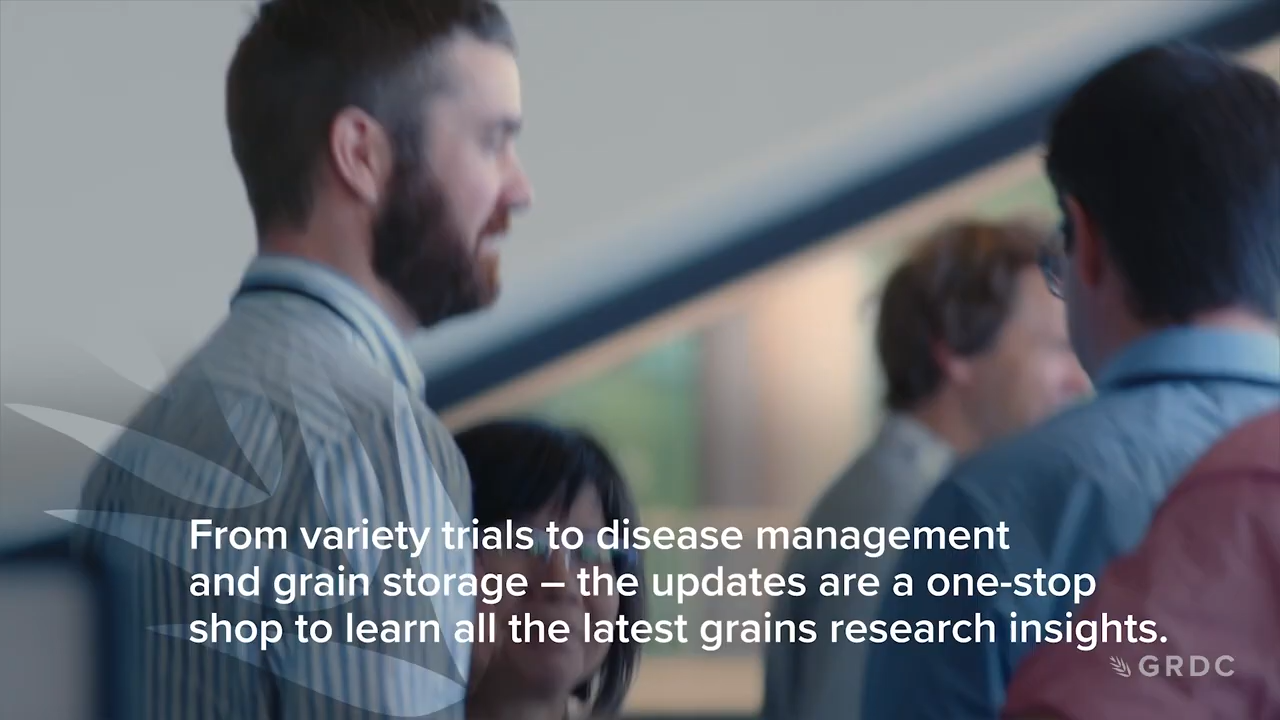 From variety trials to disease management
and grain storage – the updates are a one-stop
shop to learn all the latest grains research insights.
GRDC